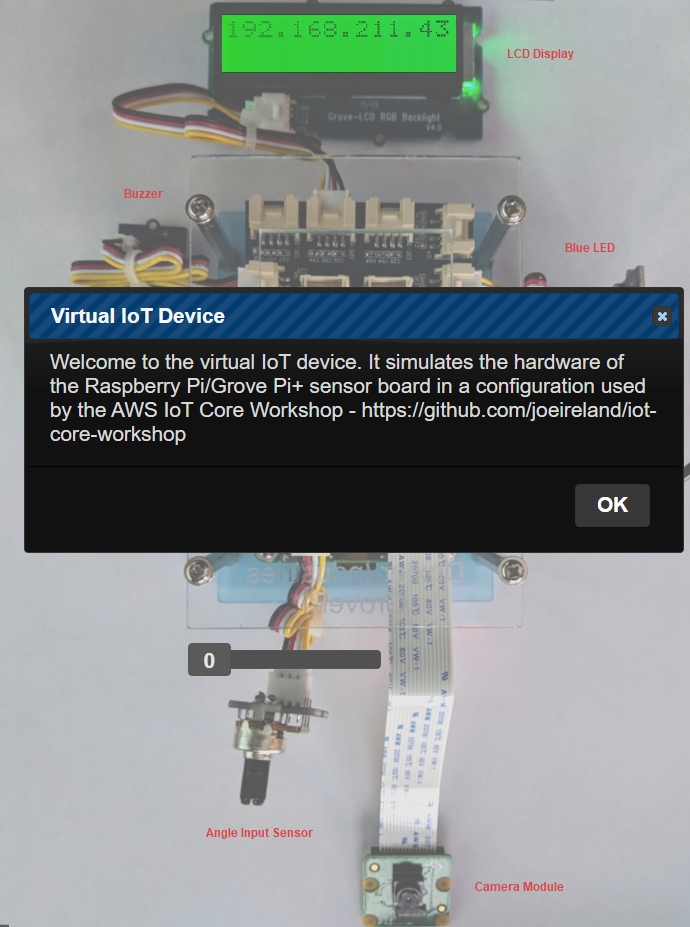 192.168.211.43
LCD Display
Grove-LCD RGB Backlight
V4.0
Buzzer
Blue LED
Virtual IoT Device
Welcome to the virtual IoT device. It simulates the hardware of
the Raspberry Pi/Grove Pi+ sensor board in a configuration used
by the AWS IoT Core Workshop - https://github.com/joeireland/iot-
core-workshop
OK
0
Angle Input Sensor
Camera Module